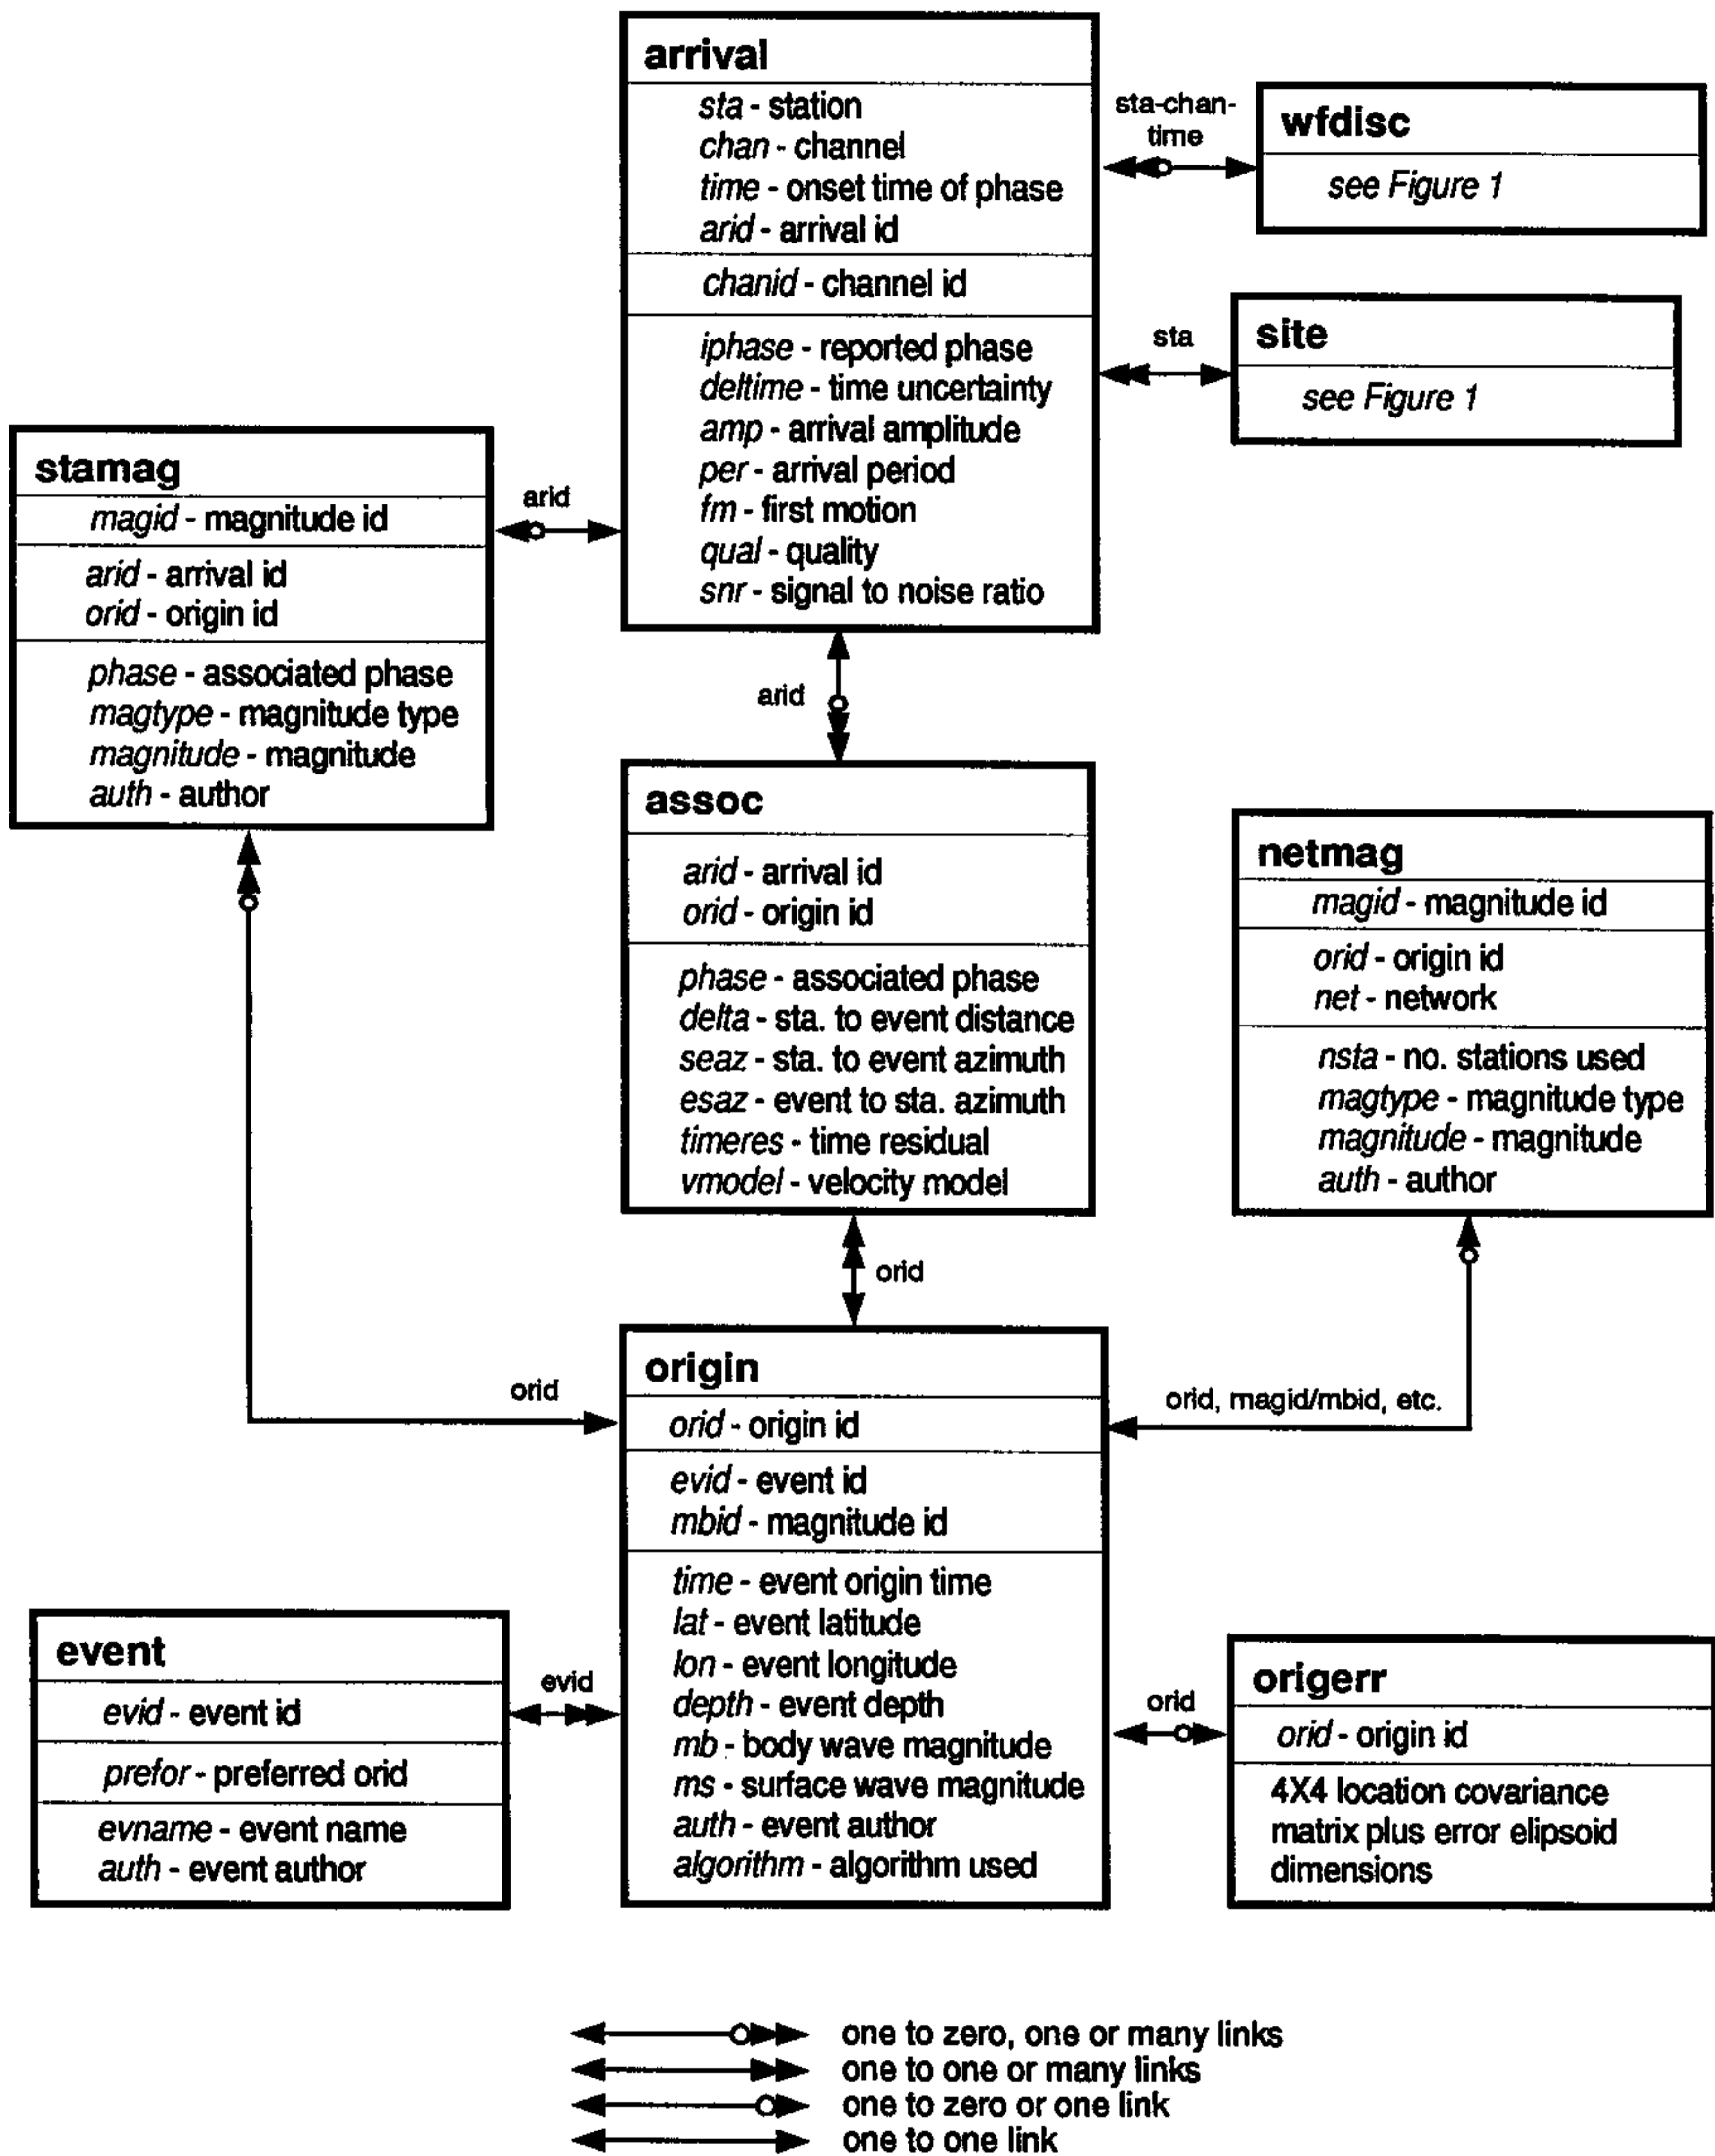 arrival
sta - station
chan - channel
time - onset time of phase
arid - arrival id
chanid - channel id
iphase - reported phase
deltime - time uncertainty
amp - arrival amplitude
per - arrival period
fm - first motion
qual - quality
snr - signal to noise ratio
sta-chan-
time
wfdisc
see Figure 1
sta
site
see Figure 1
stamag
magid - magnitude id
arid - arrival id
orid - origin id
phase - associated phase
magtype - magnitude type
magnitude - magnitude
auth - author
arid
arid
assoc
arid - arrival id
orid - origin id
phase - associated phase
delta - sta. to event distance
seaz - sta. to event azimuth
esaz - event to sta. azimuth
timeres - time residual
vmodel - velocity model
netmag
magid - magnitude id
orid - origin id
net - network
nsta - no. stations used
magtype - magnitude type
magnitude - magnitude
auth - author
orid
orid
orid, magid/mbid, etc.
origin
orid - origin id
evid - event id
mbid - magnitude id
time - event origin time
lat - event latitude
lon - event longitude
depth - event depth
mb - body wave magnitude
ms - surface wave magnitude
auth - event author
algorithm - algorithm used
event
evid - event id
prefor - preferred orid
evname - event name
auth - event author
evid
orid
origerr
orid - origin id
4X4 location covariance
matrix plus error elipsoid
dimensions
one to zero, one or many links
one to one or many links
one to zero or one link
one to one link